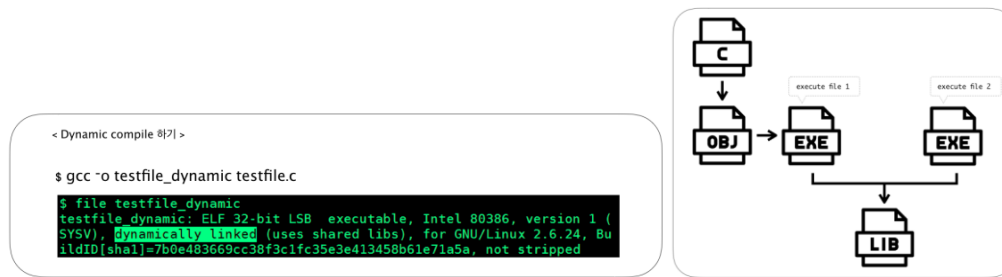 < Dynamic compile 하기 >
$ gcc -o testfile_dynamic testfile.c
$ file testfile_dynamic
testfile_dynamic: ELF 32-bit LSB  executable, Intel 80386, version 1 (
SYSV), dynamically linked (uses shared libs), for GNU/Linux 2.6.24, Bu
ildID[sha1]=7b0e483669cc38f3c1fc35e3e413458b61e71a5a, not stripped
C
execute file 1
execute file 2
OBJ
EXE
EXE
LIB